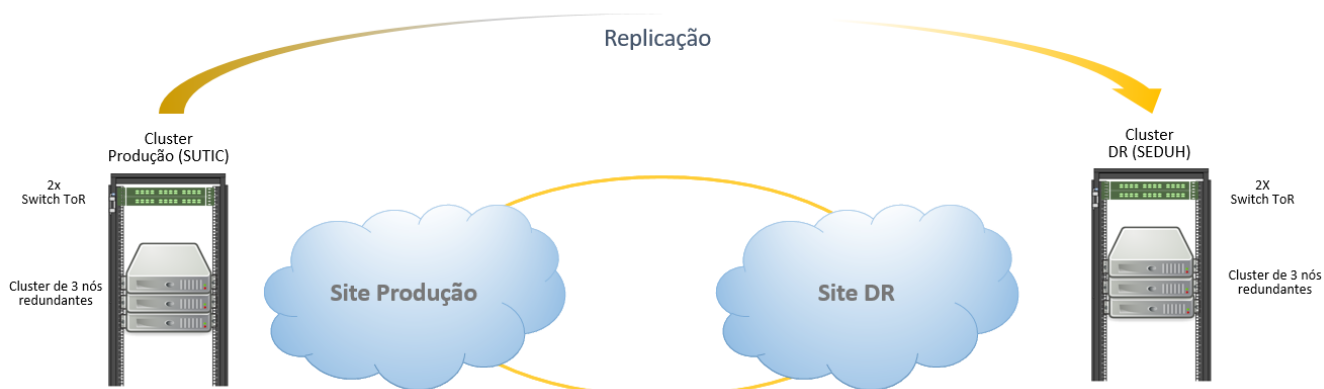 Replicação
Cluster
Produção (SUTIC)
2x
Switch ToR
Cluster de 3 nós
redundantes
Site Produção
Site DR
Cluster
DR (SEDUH)
2X
Switch ToR
Cluster de 3 nós
redundantes